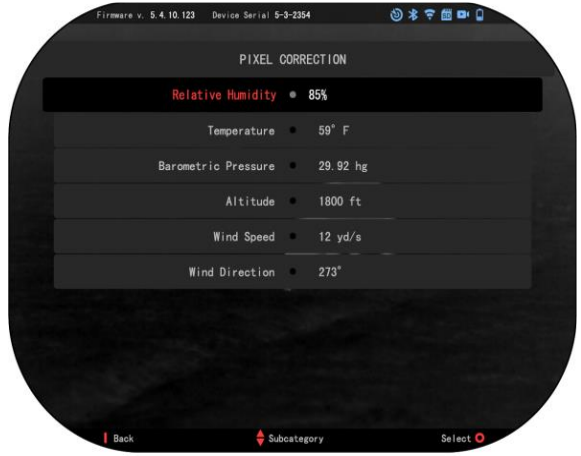 Firmware v. 5.4.10.123 Device Serial 5-3-2354
PIXEL CORRECTION
Relative Humidity 85%
Temperature 59° F
Barometric Pressure 29.92 hg
Altitude 1800 ft
Wind Speed 12 yd/s
Wind Direction 273°
Back Subcategory Select